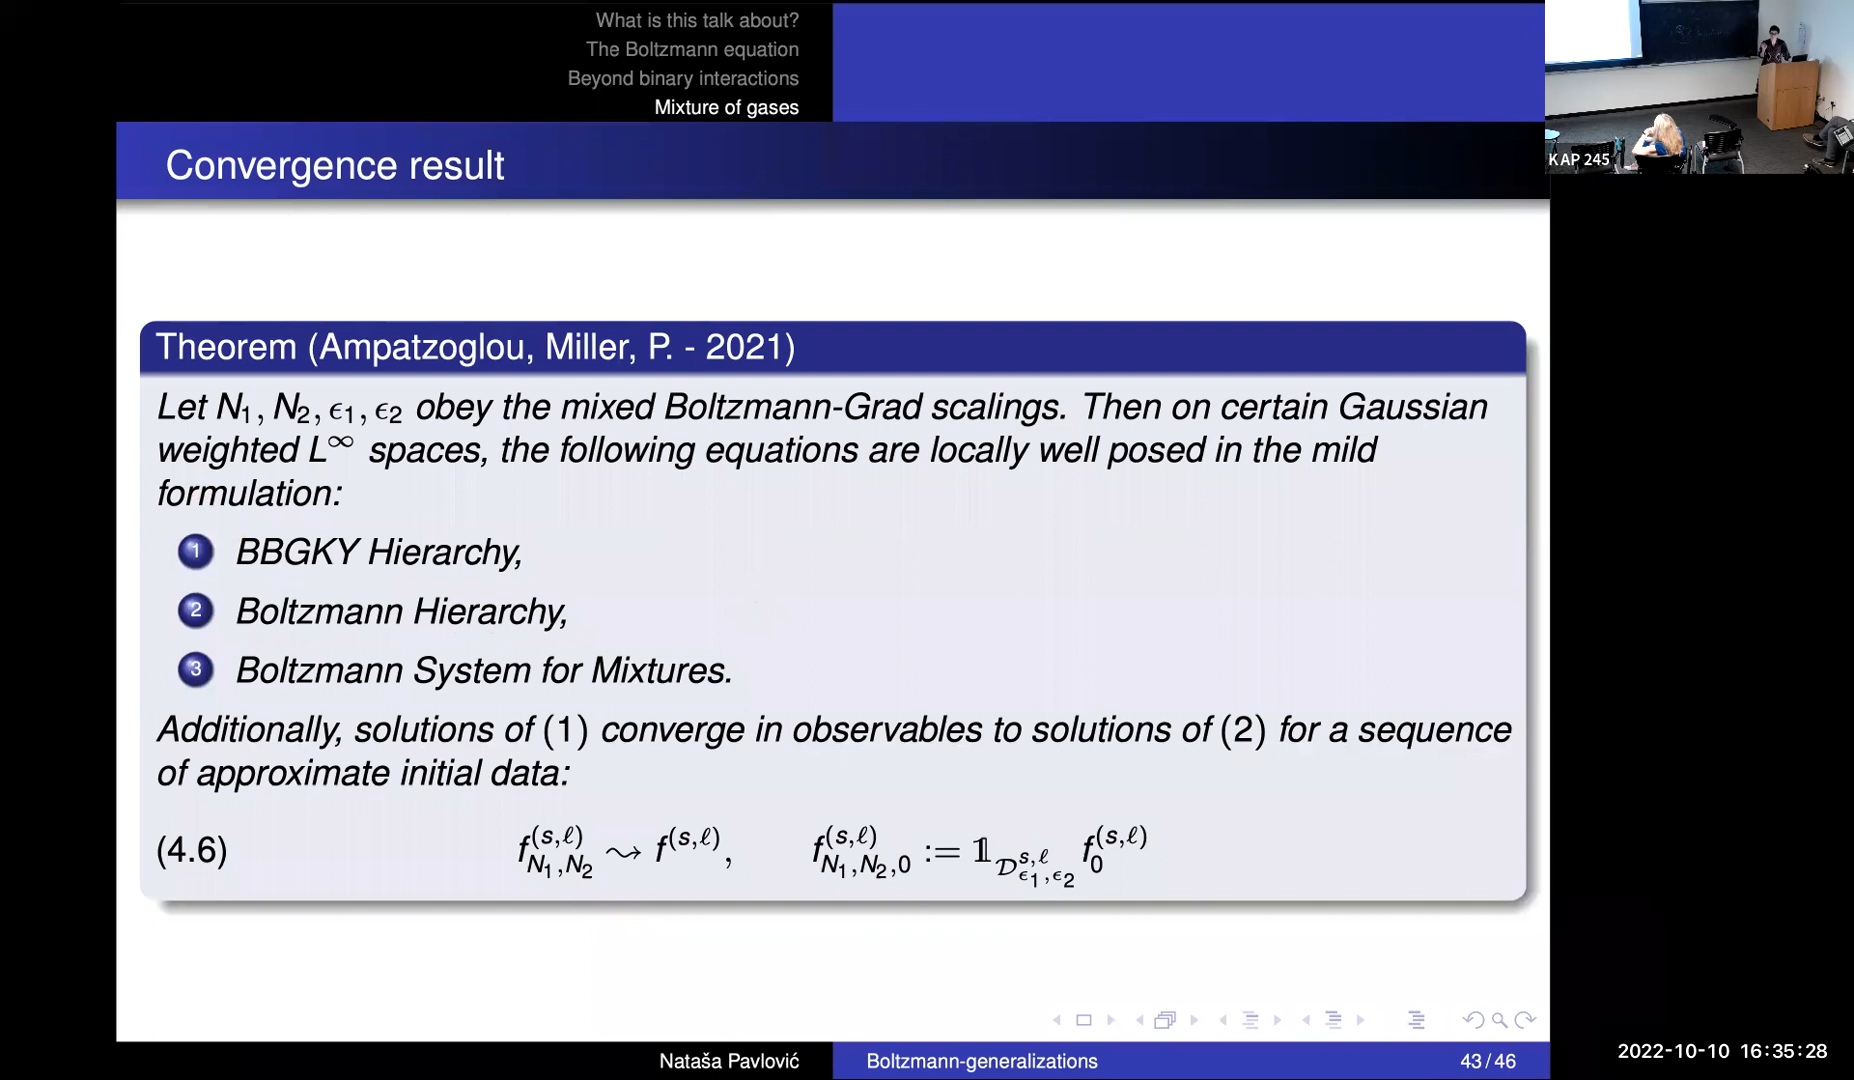 What is this talk about?
The Boltzmann equation
Beyond binary interactions
Mixture of gases
KAP 245
Convergence result
Theorem (Ampatzoglou, Miller, P. - 2021)
Let N₁, N₂, ϵ₁, ϵ₂ obey the mixed Boltzmann-Grad scalings. Then on certain Gaussian
weighted L^∞ spaces, the following equations are locally well posed in the mild
formulation:
1 BBGKY Hierarchy,
2 Boltzmann Hierarchy,
3 Boltzmann System for Mixtures.
Additionally, solutions of (1) converge in observables to solutions of (2) for a sequence
of approximate initial data:
(4.6) f_{N₁,N₂}^{(s,ℓ)} ⇝ f^{(s,ℓ)}, f_{N₁,N₂,0}^{(s,ℓ)} := 𝟙_{𝒟_{ϵ₁,ϵ₂}^{s,ℓ}} f_0^{(s,ℓ)}
Nataša Pavlović Boltzmann-generalizations 43 / 46
2022-10-10 16:35:28